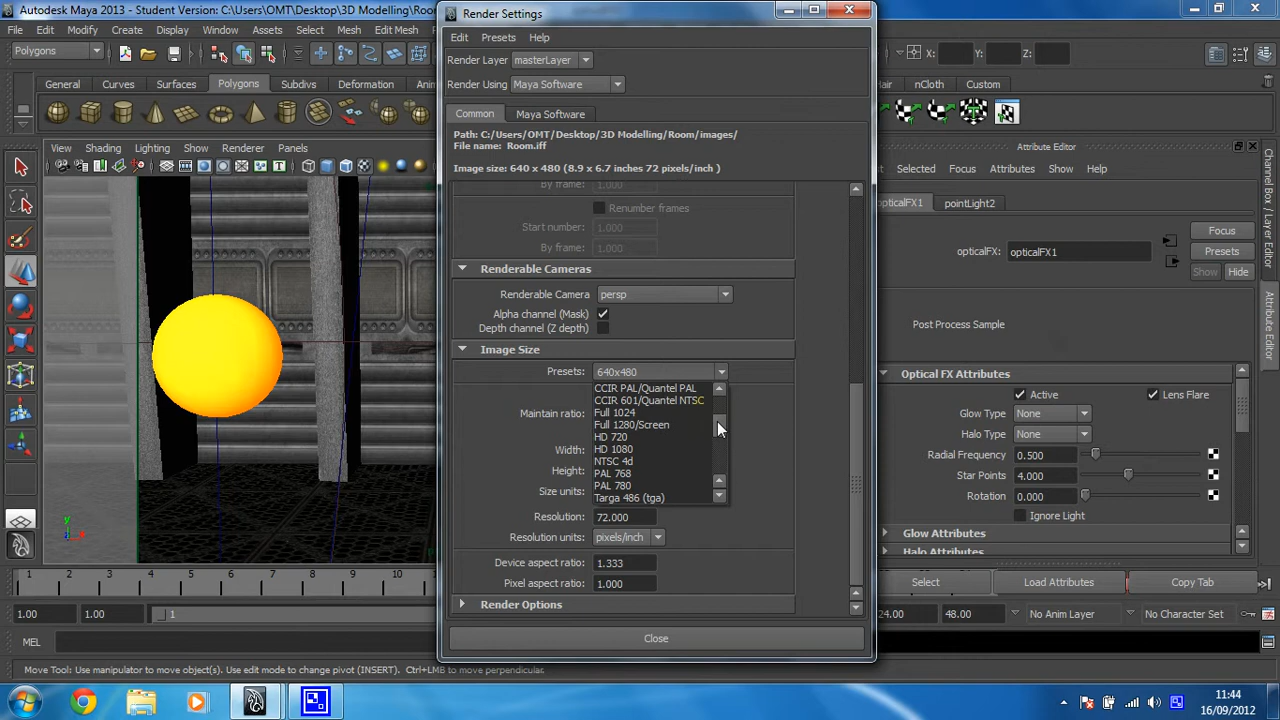 Autodesk Maya 2013 - Student Version: C:\Users\OMT\Desktop\3D Modelling\Room\s
Render Settings
File Edit Modify Create Display Window Assets Select Mesh Edit Mesh
Edit Presets Help
Polygons
Render Layer masterLayer
X: Y: Z:
Render Using Maya Software
General Curves Surfaces Polygons Subdivs Deformation Anim
nCloth Custom
Common Maya Software
Path: C:/Users/OMT/Desktop/3D Modelling/Room/images/
File name: Room.iff
View Shading Lighting Show Renderer Panels
Attribute Editor
Image size: 640 x 480 (8.9 x 6.7 inches 72 pixels/inch )
Selected Focus Attributes Show Help
By frame: 1.000
Renumber frames
opticalFX1 pointLight2
Start number: 1.000
Focus
By frame: 1.000
opticalFX: opticalFX1
Presets
Renderable Cameras
Show Hide
Renderable Camera persp
Alpha channel (Mask)
Depth channel (Z depth)
Post Process Sample
Image Size
Presets: 640x480
Optical FX Attributes
CCIR PAL/Quantel PAL
Active Lens Flare
CCIR 601/Quantel NTSC
Maintain ratio: Full 1024
Glow Type None
Full 1280/Screen
Halo Type None
HD 720
Width: HD 1080
Radial Frequency 0.500
NTSC 4d
Height: PAL 768
Star Points 4.000
PAL 780
Size units:
Rotation 0.000
Targa 486 (tga)
Ignore Light
Resolution: 72.000
Glow Attributes
Resolution units: pixels/inch
Halo Attributes
Device aspect ratio: 1.333
Pixel aspect ratio: 1.000
Select Load Attributes Copy Tab
1 2 3 4 5 6 7 8 9 10
Render Options
1.00 1.00 1
24.00 48.00 No Anim Layer No Character Set
MEL
Close
Move Tool: Use manipulator to move object(s). Use edit mode to change pivot (INSERT). Ctrl+LMB to move perpendicular.
11:44
16/09/2012
y
x
Channel Box / Layer Editor
Attribute Editor